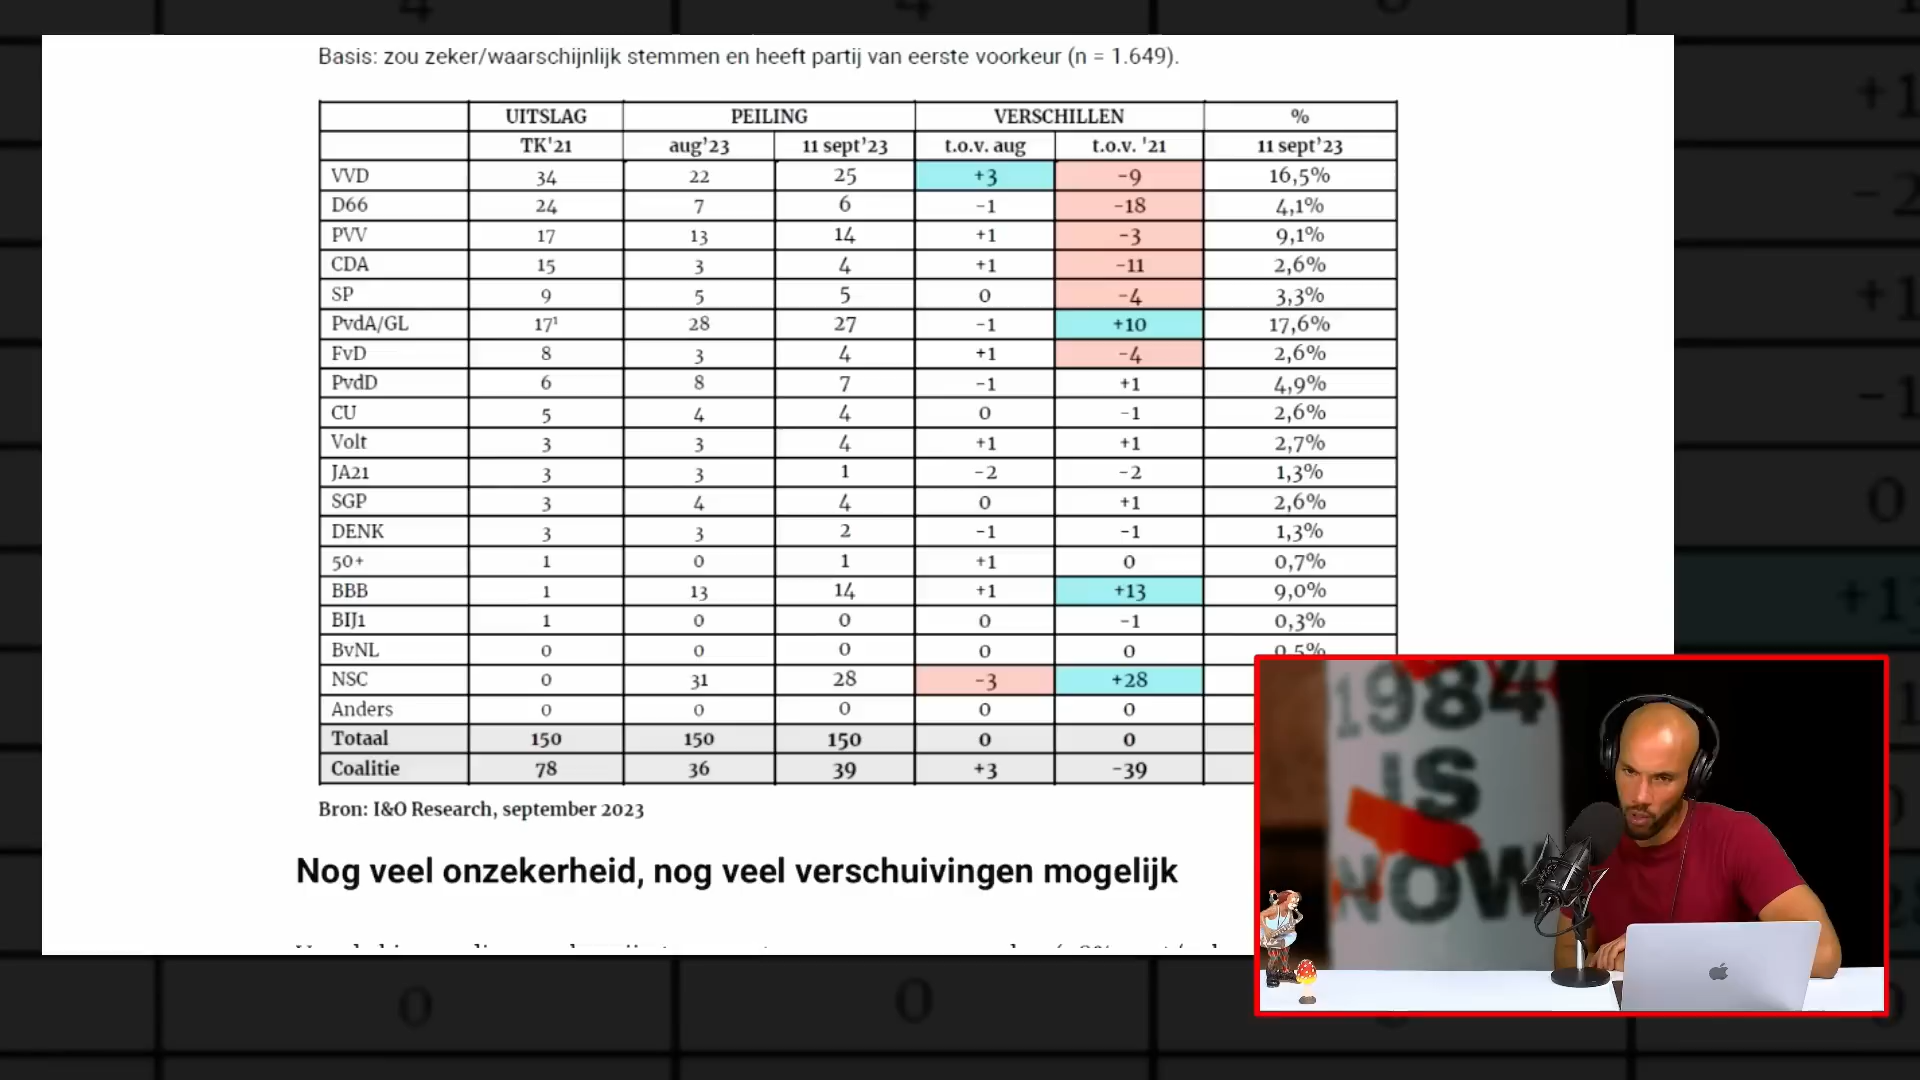 Basis: zou zeker/waarschijnlijk stemmen en heeft partij van eerste voorkeur (n = 1.649).
UITSLAG PEILING VERSCHILLEN %
TK'21 aug'23 11 sept'23 t.o.v. aug t.o.v. '21 11 sept'23
VVD 34 22 25 +3 -9 16,5%
D66 24 7 6 -1 -18 4,1%
PVV 17 13 14 +1 -3 9,1%
CDA 15 3 4 +1 -11 2,6%
SP 9 5 5 0 -4 3,3%
PvdA/GL 17¹ 28 27 -1 +10 17,6%
FvD 8 3 4 +1 -4 2,6%
PvdD 6 8 7 -1 +1 4,9%
CU 5 4 4 0 -1 2,6%
Volt 3 3 4 +1 +1 2,7%
JA21 3 3 1 -2 -2 1,3%
SGP 3 4 4 0 +1 2,6%
DENK 3 3 2 -1 -1 1,3%
50+ 1 0 1 +1 0 0,7%
BBB 1 13 14 +1 +13 9,0%
BIJ1 1 0 0 0 -1 0,3%
BvNL 0 0 0 0 0 0,5%
NSC 0 31 28 -3 +28
Anders 0 0 0 0 0
Totaal 150 150 150 0 0
Coalitie 78 36 39 +3 -39
Bron: I&O Research, september 2023
Nog veel onzekerheid, nog veel verschuivingen mogelijk
1984
IS
NOW